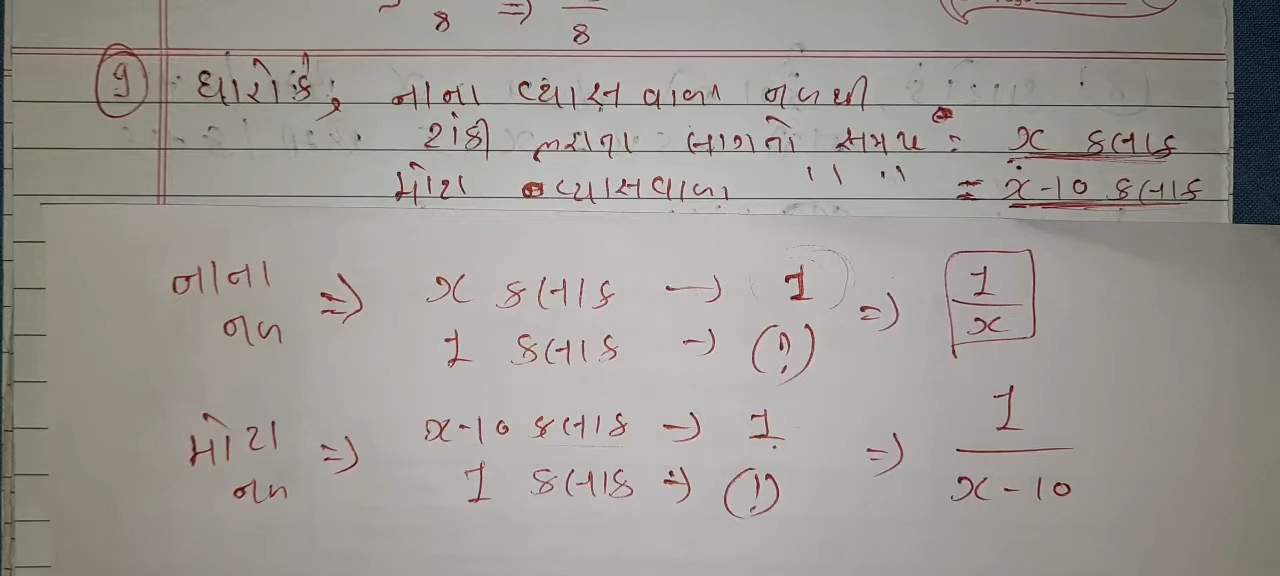 8 ⇒ 8
9 ધારોકે, નાના વ્યાસ વાળા નળથી
ટાંકી ભરાતા લાગતો સમય = x કલાક
મોટા વ્યાસવાળા " " = x-10 કલાક
નાના નળ ⇒ x કલાક → 1 ⇒ 1/x
1 કલાક → (?)
મોટા નળ ⇒ x-10 કલાક → 1 ⇒ 1/(x-10)
1 કલાક ⇒ (?)